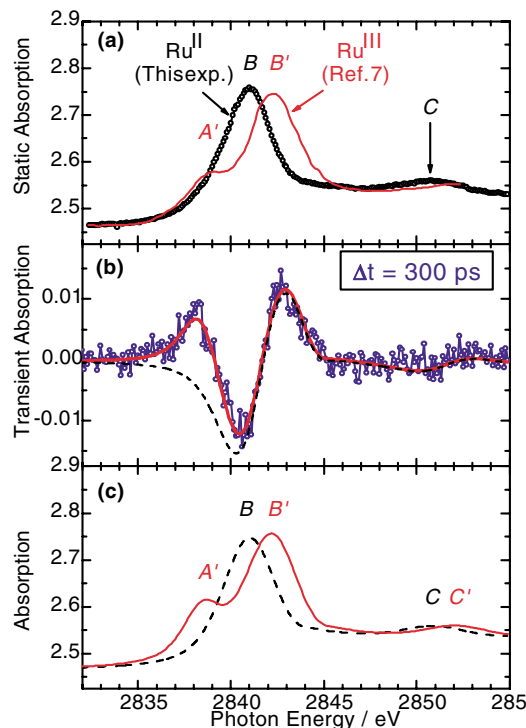 (a)
Ru^II
(Thisexp.)
B
B'
Ru^III
(Ref.7)
A'
C
2.9
2.8
2.7
2.6
2.5
Static Absorption
(b)
Δt = 300 ps
0.01
0.00
-0.01
Transient Absorption
2.9
(c)
B
B'
A'
C
C'
2.8
2.7
2.6
2.5
Absorption
2835
2840
2845
2850
285
Photon Energy / eV